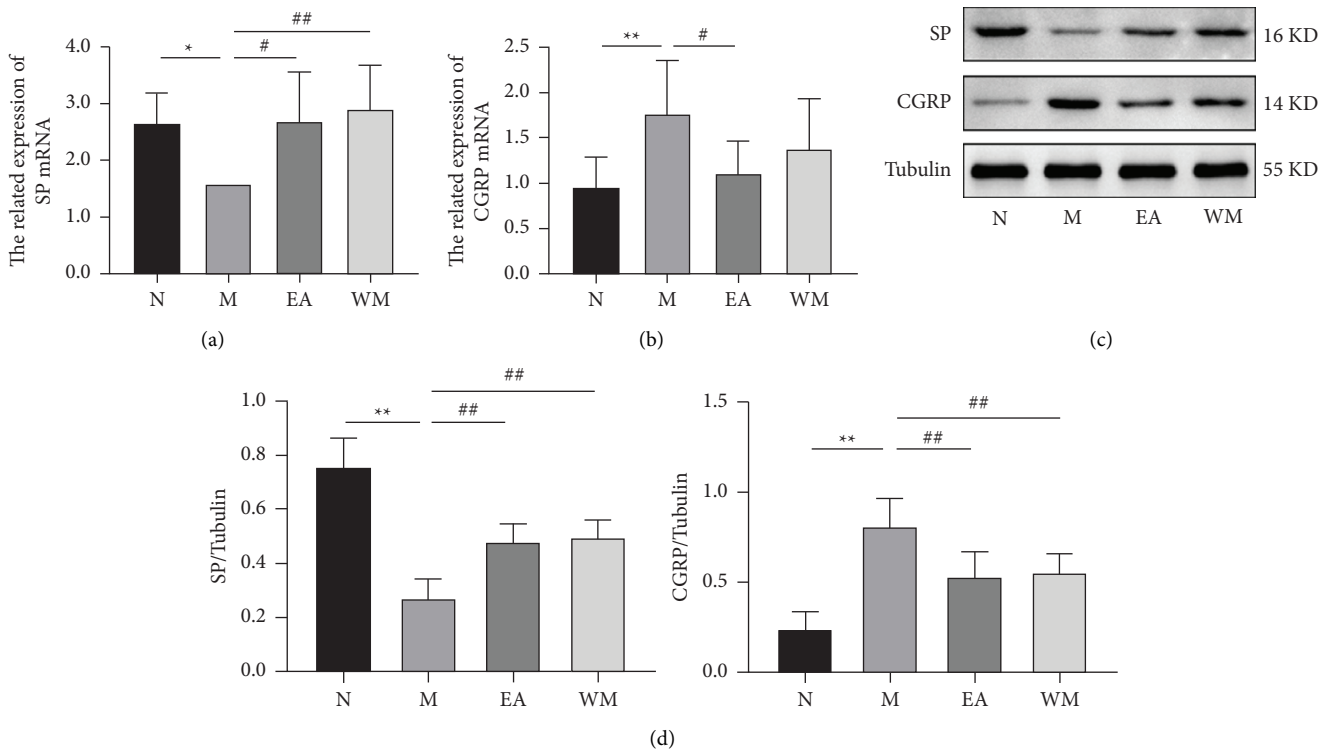 The related expression of
SP mRNA
4.0
3.0
2.0
1.0
0.0
*
#
##
N M EA WM
(a)
The related expression of
CGRP mRNA
2.5
2.0
1.5
1.0
0.5
0.0
**
#
N M EA WM
(b)
SP 16 KD
CGRP 14 KD
Tubulin 55 KD
N M EA WM
(c)
SP/Tubulin
1.0
0.8
0.6
0.4
0.2
0.0
**
##
##
N M EA WM
CGRP/Tubulin
1.5
1.0
0.5
0.0
**
##
##
N M EA WM
(d)